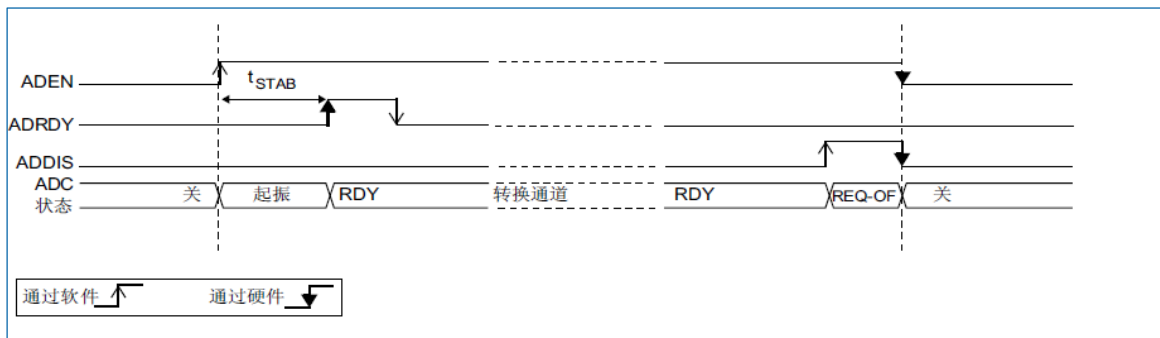 ADEN
tSTAB
ADRDY
ADDIS
ADC
状态
关 起振 RDY 转换通道 RDY REQ-OF 关
通过软件 通过硬件